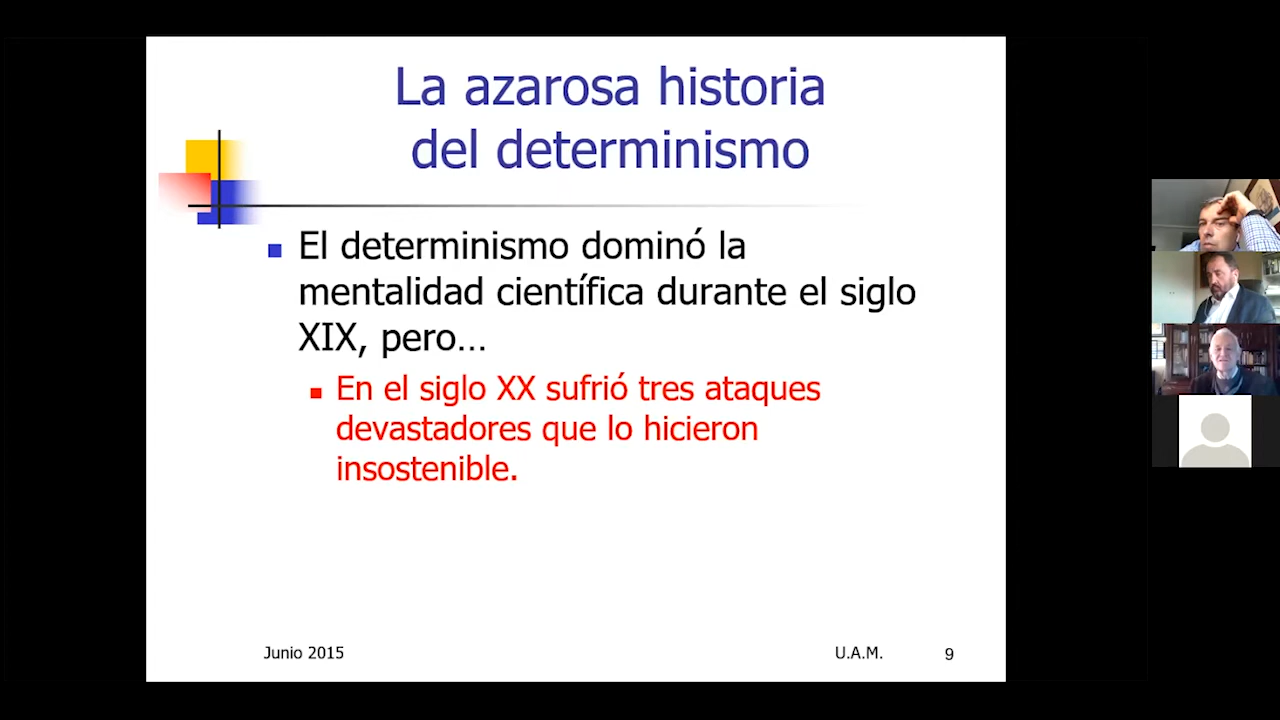 La azarosa historia
del determinismo
El determinismo dominó la
mentalidad científica durante el siglo
XIX, pero…
En el siglo XX sufrió tres ataques
devastadores que lo hicieron
insostenible.
Junio 2015
U.A.M.
9